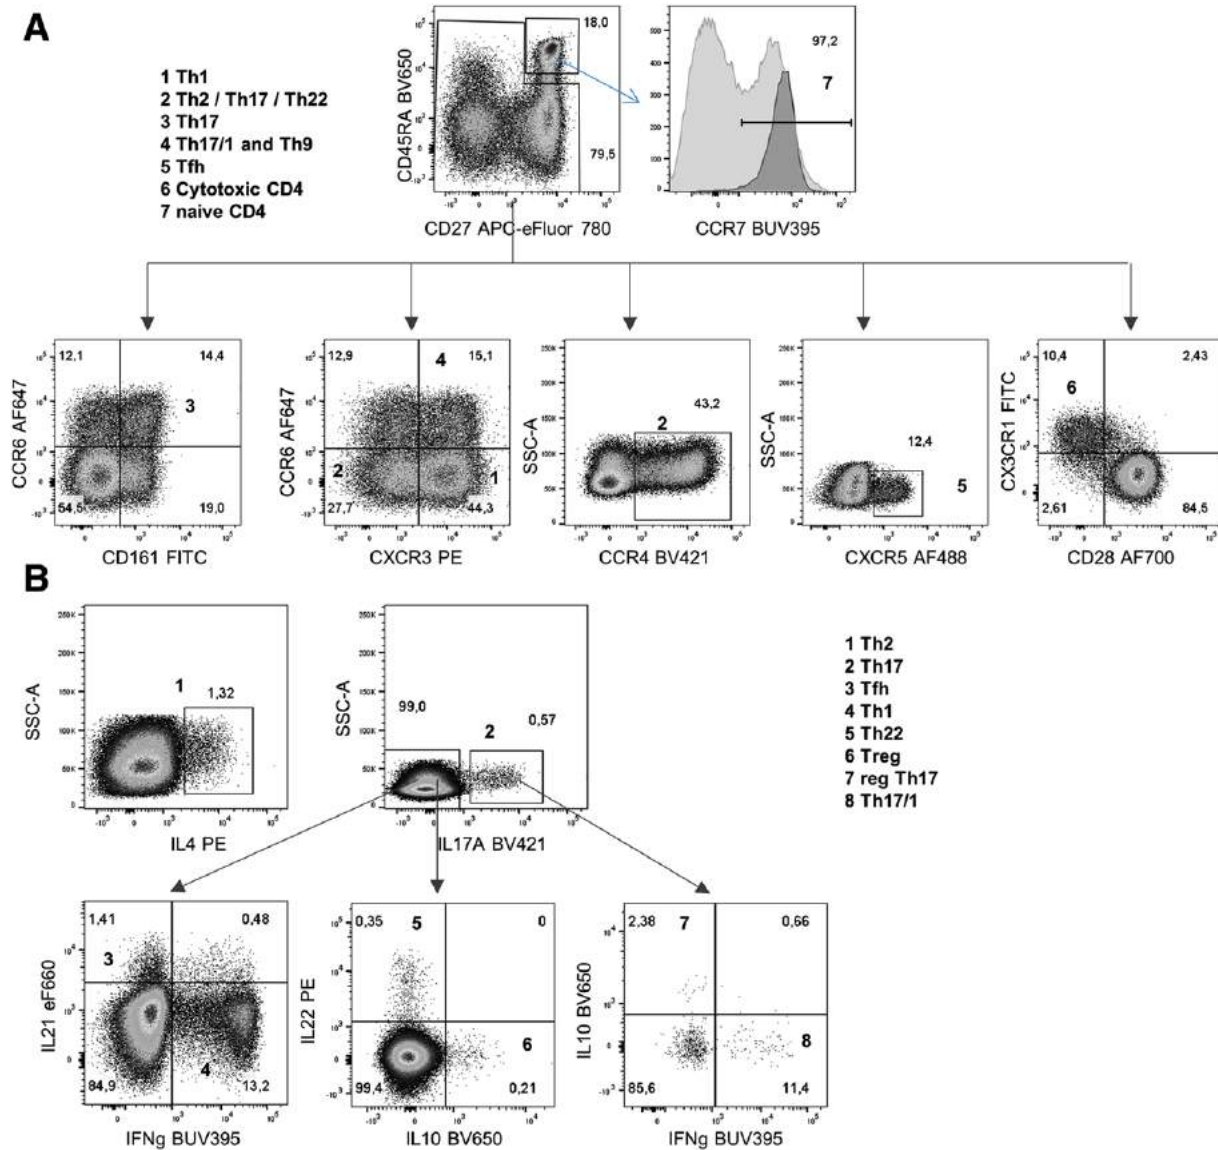 A
1 Th1
2 Th2 / Th17 / Th22
3 Th17
4 Th17/1 and Th9
5 Tfh
6 Cytotoxic CD4
7 naive CD4
CD45RA BV650
18,0
79,5
CD27 APC-eFluor 780
97,2
7
CCR7 BUV395
CCR6 AF647
12,1
14,4
3
54,5
19,0
CD161 FITC
CCR6 AF647
12,9
4
15,1
2
1
27,7
44,3
CXCR3 PE
SSC-A
43,2
2
CCR4 BV421
SSC-A
12,4
5
CXCR5 AF488
CX3CR1 FITC
10,4
2,43
6
2,61
84,5
CD28 AF700
B
SSC-A
1
1,32
IL4 PE
SSC-A
99,0
2
0,57
IL17A BV421
1 Th2
2 Th17
3 Tfh
4 Th1
5 Th22
6 Treg
7 reg Th17
8 Th17/1
IL21 eF660
1,41
0,48
3
4
84,9
13,2
IFNg BUV395
IL22 PE
0,35
5
0
6
99,4
0,21
IL10 BV650
IL10 BV650
2,38
7
0,66
8
85,6
11,4
IFNg BUV395